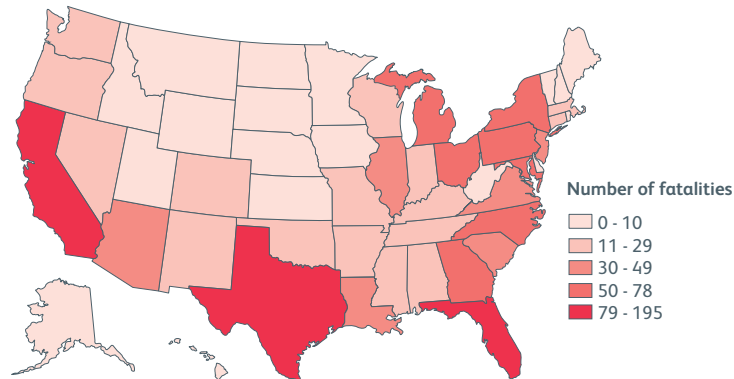 Number of fatalities
0 - 10
11 - 29
30 - 49
50 - 78
79 - 195